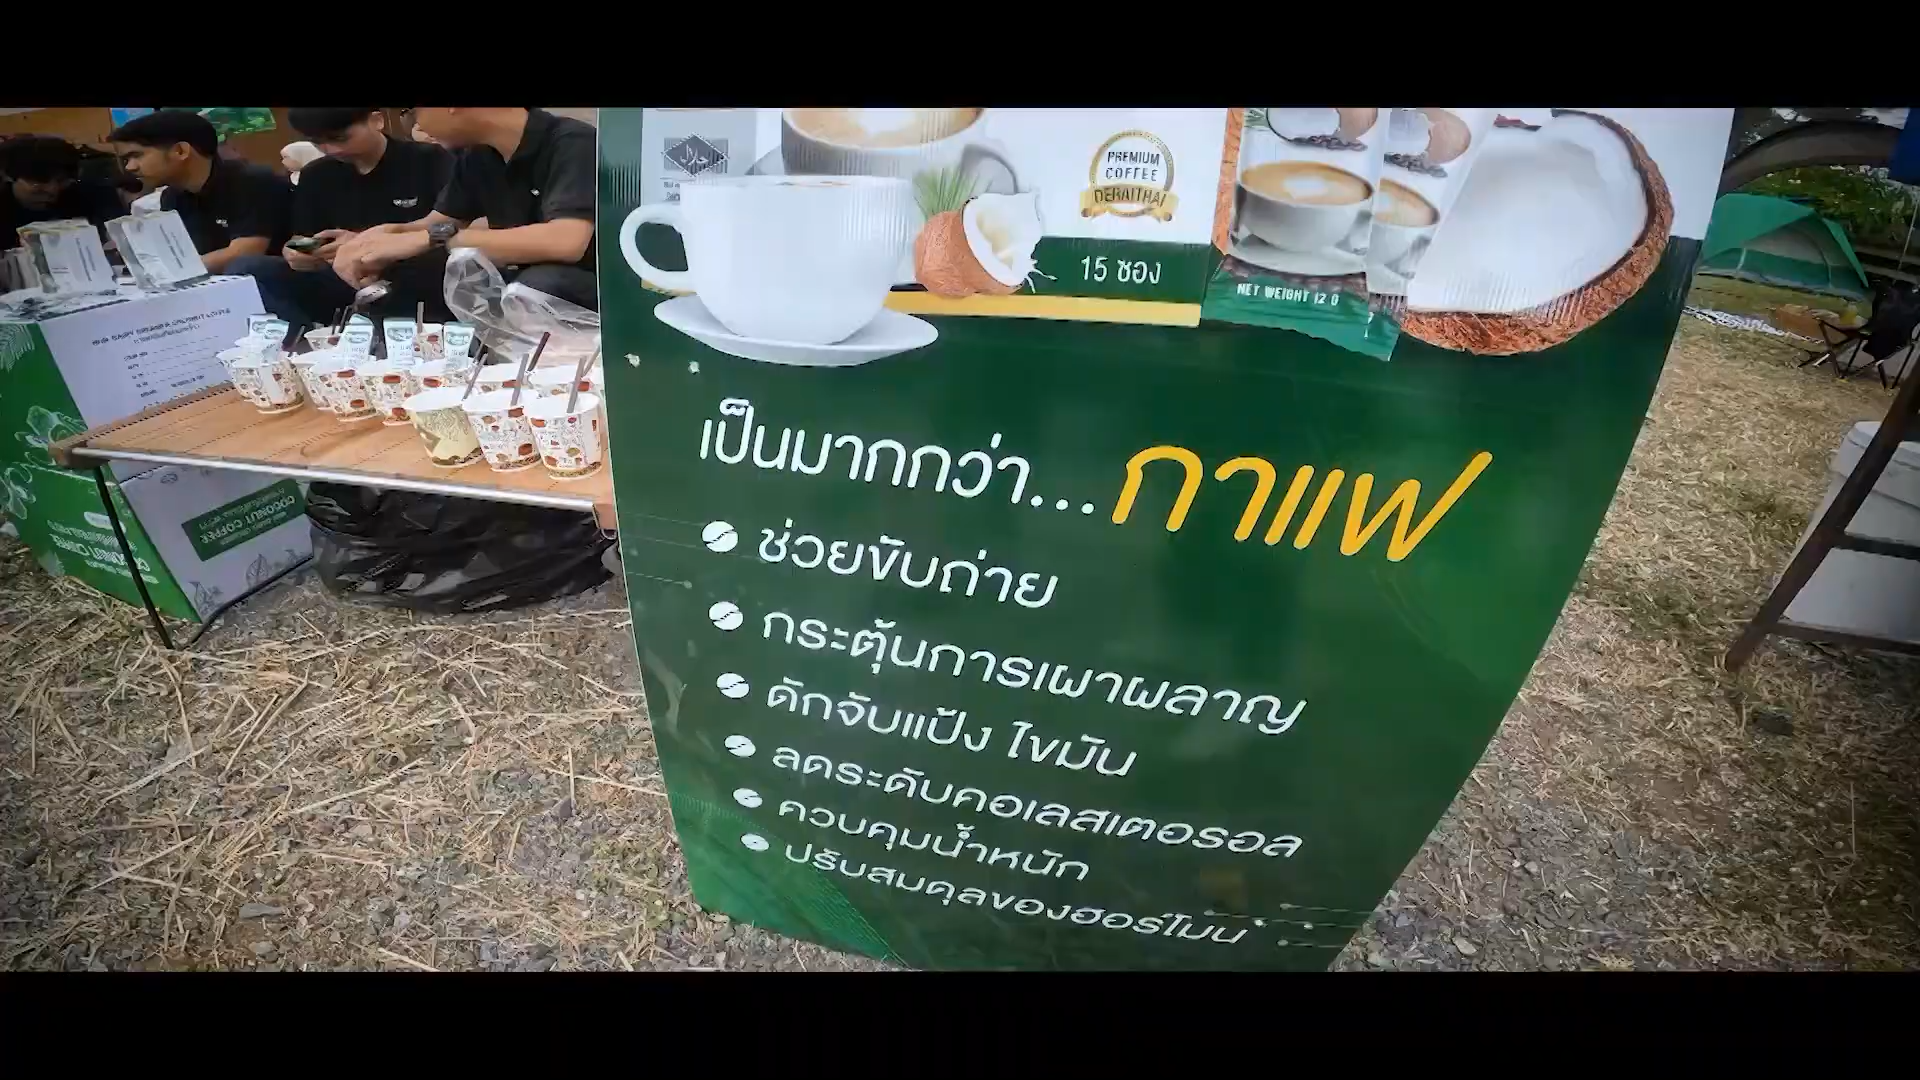 PREMIUM
COFFEE
DERAITHAI
15 ซอง
NET WEIGHT 12 G
เป็นมากกว่า...กาแฟ
ช่วยขับถ่าย
กระตุ้นการเผาผลาญ
ดักจับแป้ง ไขมัน
ลดระดับคอเลสเตอรอล
ควบคุมน้ำหนัก
ปรับสมดุลของฮอร์โมน
COCONUT COFFEE